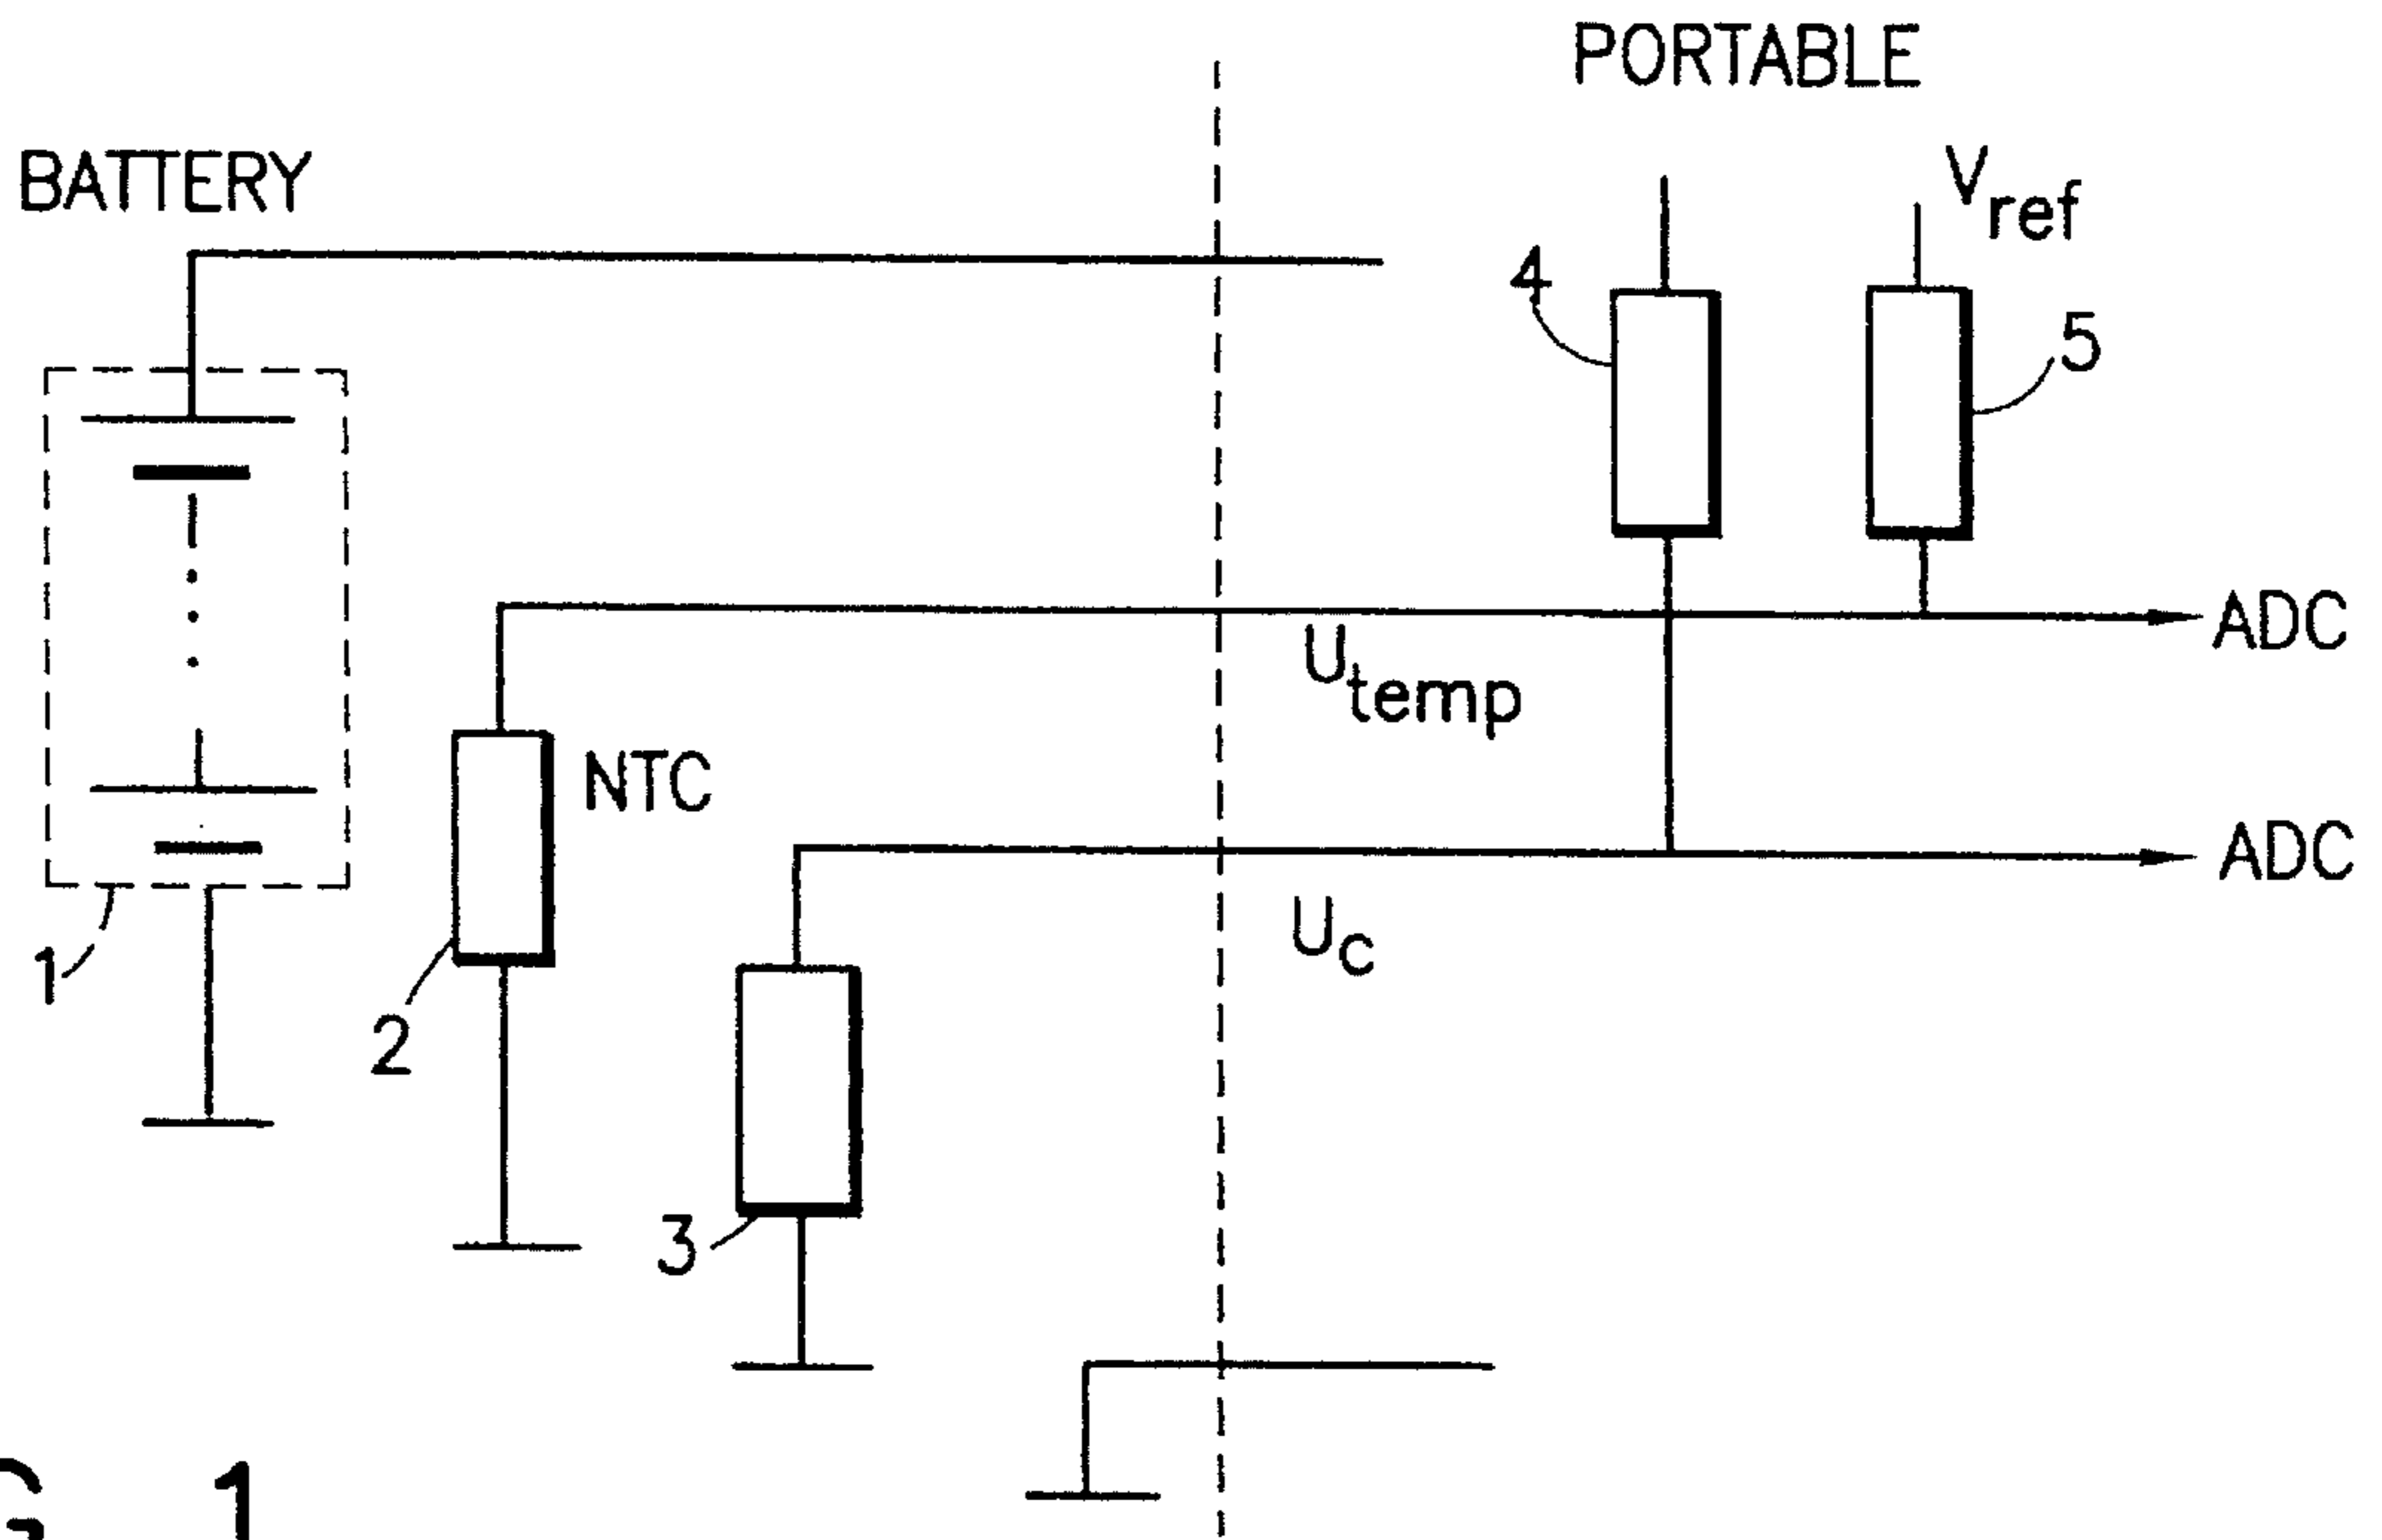 PORTABLE
BATTERY
Vref
4
5
ADC
Utemp
NTC
ADC
UC
1
2
3
G 1